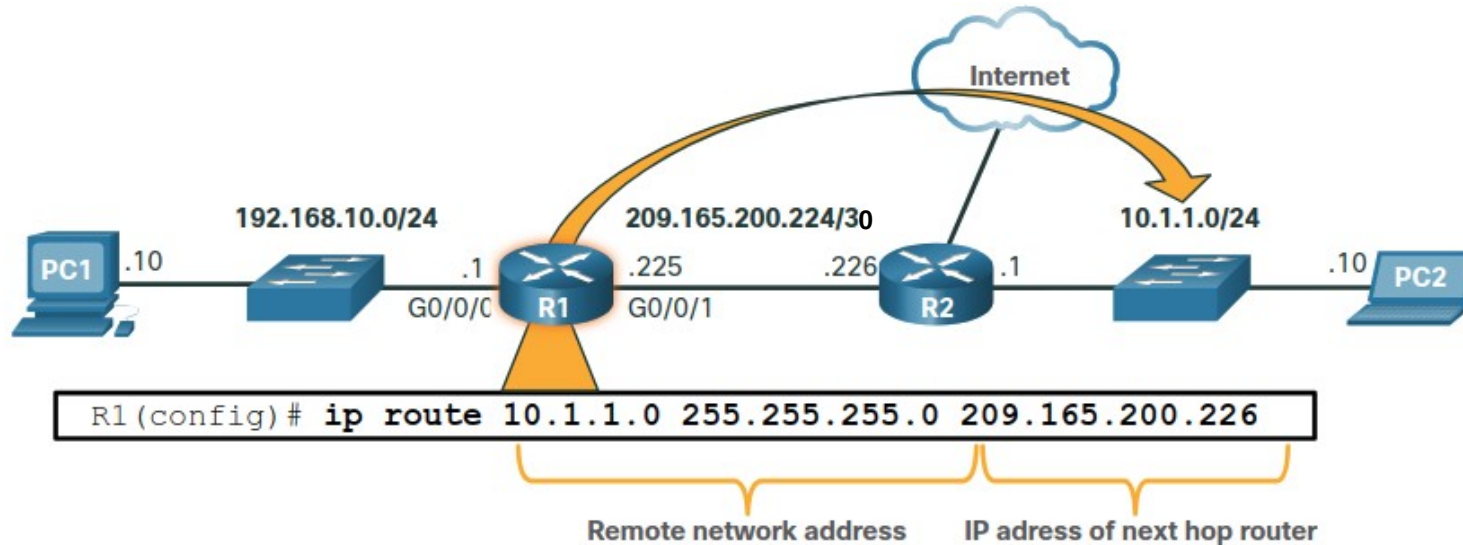 Internet
192.168.10.0/24
209.165.200.224/30
10.1.1.0/24
PC1
.10
.1
G0/0/0
R1
.225
G0/0/1
.226
R2
.1
.10
PC2
R1(config)# ip route 10.1.1.0 255.255.255.0 209.165.200.226
Remote network address
IP adress of next hop router